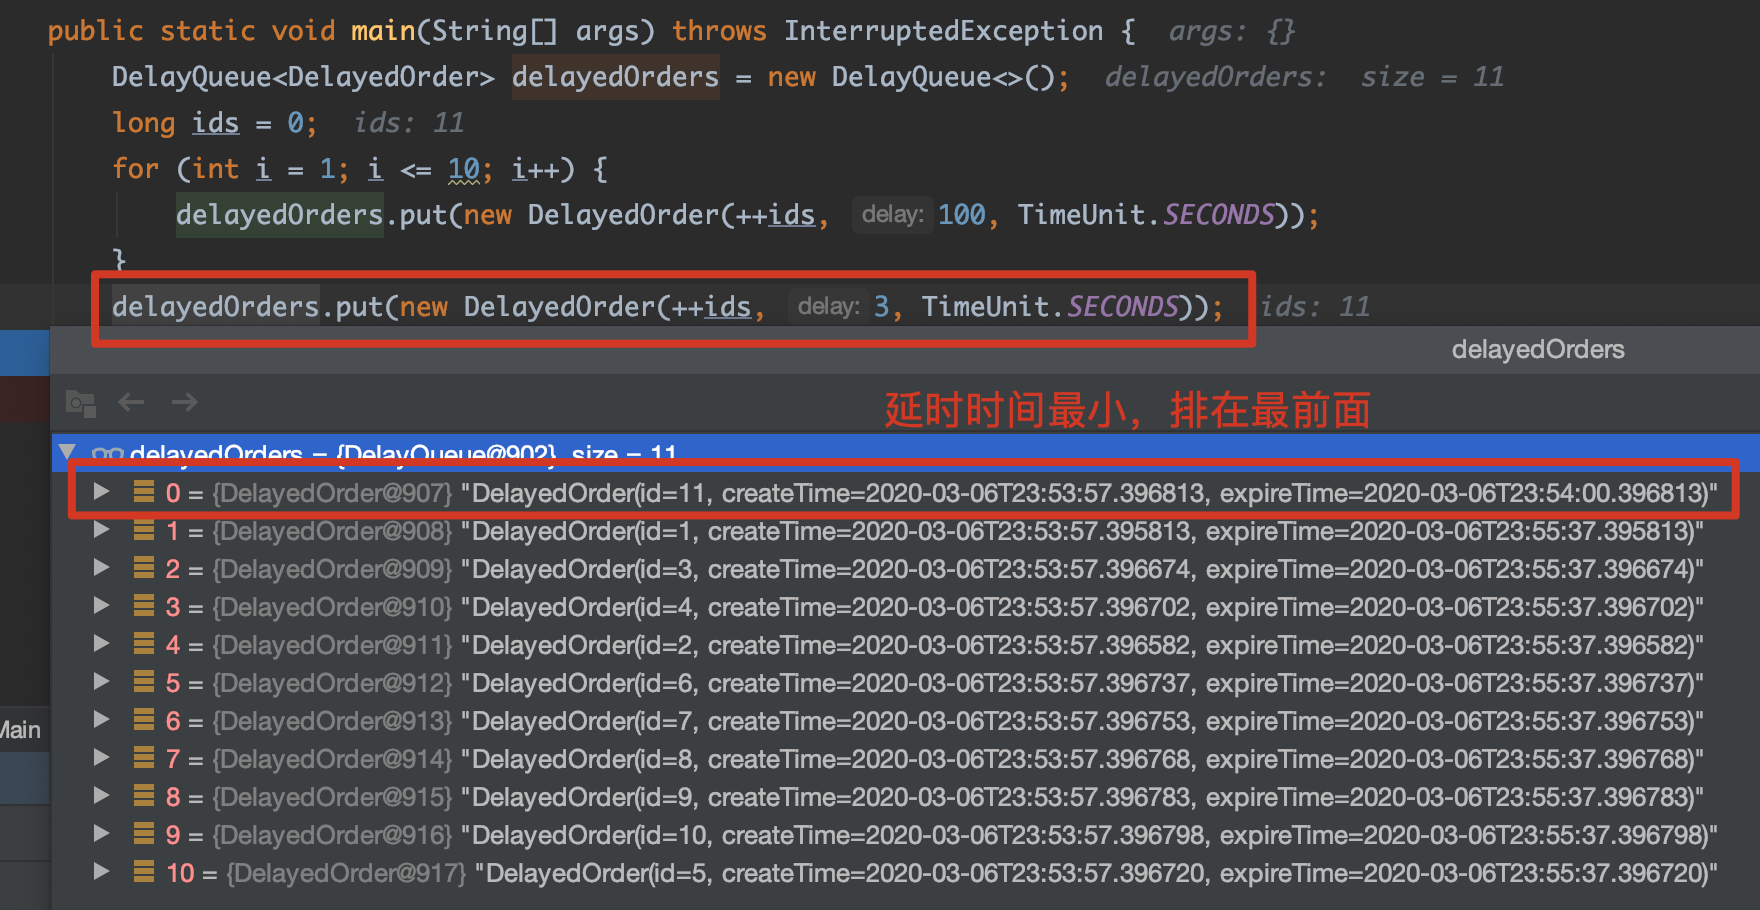 public static void main(String[] args) throws InterruptedException {  args: {}
DelayQueue<DelayedOrder> delayedOrders = new DelayQueue<>();  delayedOrders:  size = 11
long ids = 0;  ids: 11
for (int i = 1; i <= 10; i++) {
delayedOrders.put(new DelayedOrder(++ids, delay: 100, TimeUnit.SECONDS));
}
delayedOrders.put(new DelayedOrder(++ids, delay: 3, TimeUnit.SECONDS));  ids: 11
delayedOrders
延时时间最小，排在最前面
delayedOrders = {DelayQueue@902} size = 11
0 = {DelayedOrder@907} "DelayedOrder(id=11, createTime=2020-03-06T23:53:57.396813, expireTime=2020-03-06T23:54:00.396813)"
1 = {DelayedOrder@908} "DelayedOrder(id=1, createTime=2020-03-06T23:53:57.395813, expireTime=2020-03-06T23:55:37.395813)"
2 = {DelayedOrder@909} "DelayedOrder(id=3, createTime=2020-03-06T23:53:57.396674, expireTime=2020-03-06T23:55:37.396674)"
3 = {DelayedOrder@910} "DelayedOrder(id=4, createTime=2020-03-06T23:53:57.396702, expireTime=2020-03-06T23:55:37.396702)"
4 = {DelayedOrder@911} "DelayedOrder(id=2, createTime=2020-03-06T23:53:57.396582, expireTime=2020-03-06T23:55:37.396582)"
5 = {DelayedOrder@912} "DelayedOrder(id=6, createTime=2020-03-06T23:53:57.396737, expireTime=2020-03-06T23:55:37.396737)"
6 = {DelayedOrder@913} "DelayedOrder(id=7, createTime=2020-03-06T23:53:57.396753, expireTime=2020-03-06T23:55:37.396753)"
Main
7 = {DelayedOrder@914} "DelayedOrder(id=8, createTime=2020-03-06T23:53:57.396768, expireTime=2020-03-06T23:55:37.396768)"
8 = {DelayedOrder@915} "DelayedOrder(id=9, createTime=2020-03-06T23:53:57.396783, expireTime=2020-03-06T23:55:37.396783)"
9 = {DelayedOrder@916} "DelayedOrder(id=10, createTime=2020-03-06T23:53:57.396798, expireTime=2020-03-06T23:55:37.396798)"
10 = {DelayedOrder@917} "DelayedOrder(id=5, createTime=2020-03-06T23:53:57.396720, expireTime=2020-03-06T23:55:37.396720)"